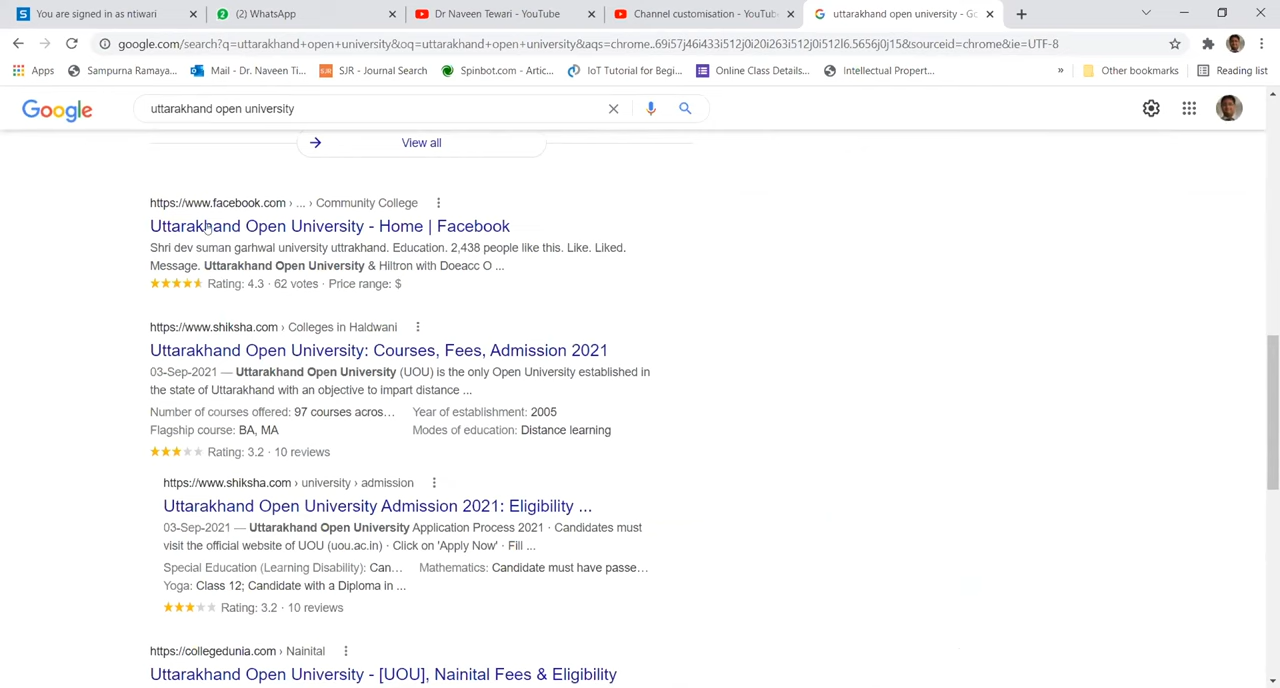 You are signed in as ntiwari
(2) WhatsApp
Dr Naveen Tewari - YouTube
Channel customisation - YouTub
uttarakhand open university - Go
google.com/search?q=uttarakhand+open+university&oq=uttarakhand+open+university&aqs=chrome..69i57j46i433i512j0i20i263i512j0i512l6.5656j0j15&sourceid=chrome&ie=UTF-8
Apps
Sampurna Ramaya...
Mail - Dr. Naveen Ti...
SJR - Journal Search
Spinbot.com - Artic...
IoT Tutorial for Begi...
Online Class Details...
Intellectual Propert...
»
Other bookmarks
Reading list
Google
uttarakhand open university
View all
https://www.facebook.com › ... › Community College
Uttarakhand Open University - Home | Facebook
Shri dev suman garhwal university uttrakhand. Education. 2,438 people like this. Like. Liked.
Message. Uttarakhand Open University & Hiltron with Doeacc O ...
Rating: 4.3 · 62 votes · Price range: $
https://www.shiksha.com › Colleges in Haldwani
Uttarakhand Open University: Courses, Fees, Admission 2021
03-Sep-2021 — Uttarakhand Open University (UOU) is the only Open University established in
the state of Uttarakhand with an objective to impart distance ...
Number of courses offered: 97 courses acros... Year of establishment: 2005
Flagship course: BA, MA Modes of education: Distance learning
Rating: 3.2 · 10 reviews
https://www.shiksha.com › university › admission
Uttarakhand Open University Admission 2021: Eligibility ...
03-Sep-2021 — Uttarakhand Open University Application Process 2021 · Candidates must
visit the official website of UOU (uou.ac.in) · Click on 'Apply Now' · Fill ...
Special Education (Learning Disability): Can... Mathematics: Candidate must have passe...
Yoga: Class 12; Candidate with a Diploma in ...
Rating: 3.2 · 10 reviews
https://collegedunia.com › Nainital
Uttarakhand Open University - [UOU], Nainital Fees & Eligibility